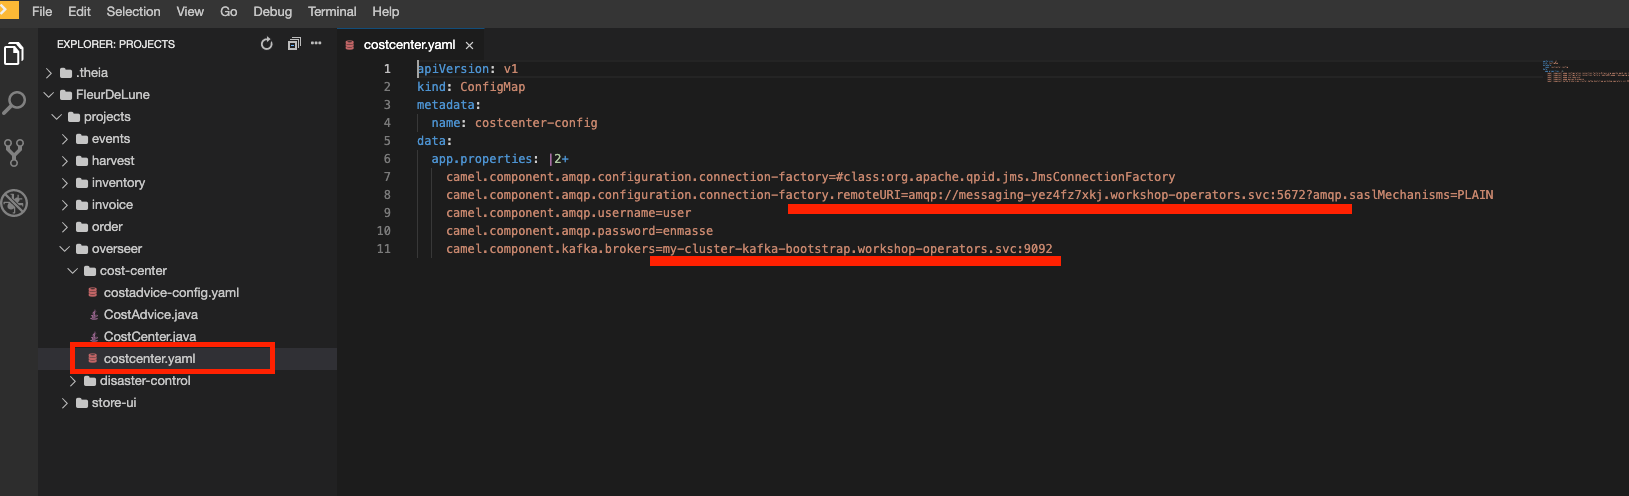 File Edit Selection View Go Debug Terminal Help
EXPLORER: PROJECTS
.theia
FleurDeLune
projects
events
harvest
inventory
invoice
order
overseer
cost-center
costadvice-config.yaml
CostAdvice.java
CostCenter.java
costcenter.yaml
disaster-control
store-ui
costcenter.yaml ×
1 apiVersion: v1
2 kind: ConfigMap
3 metadata:
4 name: costcenter-config
5 data:
6 app.properties: |2+
7 camel.component.amqp.configuration.connection-factory=#class:org.apache.qpid.jms.JmsConnectionFactory
8 camel.component.amqp.configuration.connection-factory.remoteURI=amqp://messaging-yez4fz7xkj.workshop-operators.svc:5672?amqp.saslMechanisms=PLAIN
9 camel.component.amqp.username=user
10 camel.component.amqp.password=enmasse
11 camel.component.kafka.brokers=my-cluster-kafka-bootstrap.workshop-operators.svc:9092